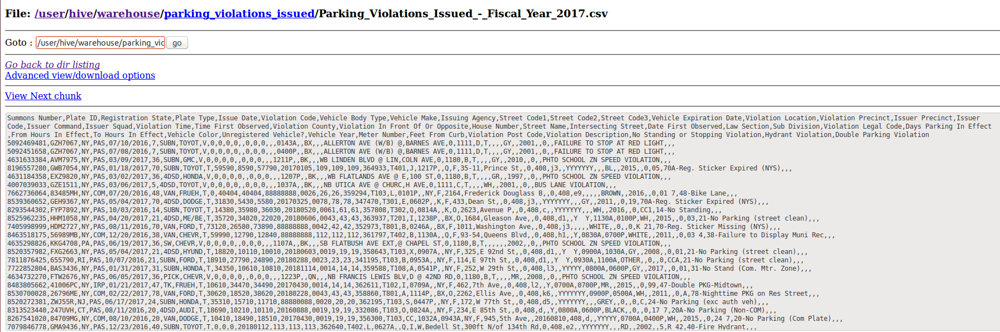 File: /user/hive/warehouse/parking_violations_issued/Parking_Violations_Issued_-_Fiscal_Year_2017.csv
Goto : /user/hive/warehouse/parking_vio go
Go back to dir listing
Advanced view/download options
View Next chunk
Summons Number,Plate ID,Registration State,Plate Type,Issue Date,Violation Code,Vehicle Body Type,Vehicle Make,Issuing Agency,Street Code1,Street Code2,Street Code3,Vehicle Expiration Date,Violation Location,Violation Precinct,Issuer Precinct,Issuer
Code,Issuer Command,Issuer Squad,Violation Time,Time First Observed,Violation County,Violation In Front Of Or Opposite,House Number,Street Name,Intersecting Street,Date First Observed,Law Section,Sub Division,Violation Legal Code,Days Parking In Effect
,From Hours In Effect,To Hours In Effect,Vehicle Color,Unregistered Vehicle?,Vehicle Year,Meter Number,Feet From Curb,Violation Post Code,Violation Description,No Standing or Stopping Violation,Hydrant Violation,Double Parking Violation
5092469481,GZH7067,NY,PAS,07/10/2016,7,SUBN,TOYOT,V,0,0,0,0,,0,0,0,,,0143A,,BX,,,ALLERTON AVE (W/B) @,BARNES AVE,0,1111,D,T,,,,GY,,2001,,0,,FAILURE TO STOP AT RED LIGHT,,,
5092451658,GZH7067,NY,PAS,07/08/2016,7,SUBN,TOYOT,V,0,0,0,0,,0,0,0,,,0400P,,BX,,,ALLERTON AVE (W/B) @,BARNES AVE,0,1111,D,T,,,,GY,,2001,,0,,FAILURE TO STOP AT RED LIGHT,,,
4631633384,AVM7975,NY,PAS,03/09/2017,36,SUBN,GMC,V,0,0,0,0,,0,0,0,,,1211P,,BK,,,WB LINDEN BLVD @ LIN,COLN AVE,0,1180,B,T,,,,GY,,2010,,0,,PHTO SCHOOL ZN SPEED VIOLATION,,,
8196557280,GWB7054,NY,PAS,01/18/2017,70,SUBN,TOYOT,T,59590,8590,57790,20170105,109,109,109,364933,T401,J,1217P,,Q,F,35-11,Prince St,,0,408,j3,,YYYYYYY,,,BL,,2015,,0,05,70A-Reg. Sticker Expired (NYS),,,
4631184358,EXZ9820,NY,PAS,03/02/2017,36,4DSD,HONDA,V,0,0,0,0,,0,0,0,,,1207P,,BK,,,WB FLATLANDS AVE @ E,100 ST,0,1180,B,T,,,,GR,,1997,,0,,PHTO SCHOOL ZN SPEED VIOLATION,,,
4007039033,GZE1511,NY,PAS,03/06/2017,5,4DSD,TOYOT,V,0,0,0,0,,0,0,0,,,1037A,,BK,,,NB UTICA AVE @ CHURC,H AVE,0,1111,C,T,,,,WH,,2001,,0,,BUS LANE VIOLATION,,,
7662736064,83485MH,NY,COM,07/20/2016,48,VAN,FRUEH,T,0,40404,40404,88888888,0026,26,26,359294,T103,L,0101P,,NY,F,2164,Frederick Douglass B,,0,408,e9,,,,,BROWN,,2016,,0,01 7,48-Bike Lane,,,
8539360652,GEH9367,NY,PAS,05/04/2017,70,4DSD,DODGE,T,31830,5430,5580,20170325,0078,78,78,347470,T301,E,0602P,,K,F,433,Dean St,,0,408,j3,,YYYYYYY,,,GY,,2011,,0,19,70A-Reg. Sticker Expired (NYS),,,
8293544302,FYP7892,NY,PAS,10/03/2016,14,SUBN,TOYOT,T,14380,35980,36030,20180520,0061,61,61,357808,T302,Q,0814A,,K,O,2623,Avenue P,,0,408,c,,YYYYYYY,,,WH,,2016,,0,CC1,14-No Standing,,,
8525962235,HHM1058,NY,PAS,04/20/2017,21,4DSD,ME/BE,T,35720,34020,22020,20180606,0043,43,43,363937,T201,I,1238P,,BX,O,1684,Gleason Ave,,0,408,d1,,Y  Y,1130A,0100P,WH,,2015,,0,03,21-No Parking (street clean),,,
7405998999,HDM2727,NY,PAS,08/11/2016,70,VAN,FORD,T,73120,26580,73890,88888888,0042,42,42,352973,T801,B,0246A,,BX,F,1011,Washington Ave,,0,408,j3,,,,,WHITE,,0,,0,K 21,70-Reg. Sticker Missing (NYS),,,
8463518175,56989MB,NY,COM,12/20/2016,38,VAN,CHEVR,T,59990,12790,12840,88888888,112,112,112,361797,T402,B,1130A,,Q,F,93-54,Queens Blvd,,0,408,h1,,Y,0830A,0700P,WHITE,,2011,,0,03 4,38-Failure to Display Muni Rec,,,
4635298826,KKG4708,PA,PAS,06/19/2017,36,SW,CHEVR,V,0,0,0,0,,0,0,0,,,1107A,,BK,,,SB FLATBUSH AVE EXT,@ CHAPEL ST,0,1180,B,T,,,,,,2002,,0,,PHTO SCHOOL ZN SPEED VIOLATION,,,
8520357982,FXG2663,NY,PAS,05/04/2017,21,4DSD,HYUND,T,18820,10110,10010,20180603,0019,19,19,358643,T103,X,0907A,,NY,F,325,E 92nd St,,0,408,d1,,Y  Y,0900A,1030A,GY,,2008,,0,01,21-No Parking (street clean),,,
7811876425,655790,RI,PAS,10/07/2016,21,SUBN,FORD,T,18910,27790,24890,20180288,0023,23,23,341195,T103,B,0953A,,NY,F,114,E 97th St,,0,408,d1,,Y  Y,0930A,1100A,OTHER,,0,,0,CCA,21-No Parking (street clean),,,
7722852804,BAS3436,NY,PAS,01/31/2017,31,SUBN,HONDA,T,34350,10610,10810,20181114,0014,14,14,359588,T108,A,0541P,,NY,F,252,W 29th St,,0,408,l3,,YYYYY,0800A,0600P,GY,,2017,,0,01,31-No Stand (Com. Mtr. Zone),,,
4634732270,FTW2676,NY,PAS,06/05/2017,36,PICK,CHEVR,V,0,0,0,0,,0,0,0,,,1223P,,QN,,,NB FRANCIS LEWIS BLV,D @ 42ND RD,0,1180,B,T,,,,MR,,2008,,0,,PHTO SCHOOL ZN SPEED VIOLATION,,,
8483805662,41006PC,NY,IRP,01/21/2017,47,TK,FRUEH,T,10610,34470,34490,20170430,0014,14,14,362611,T102,I,0709A,,NY,F,462,7th Ave,,0,408,l2,,Y,0700A,0700P,MR,,2015,,0,99,47-Double PKG-Midtown,,,
8530700028,26796ME,NY,COM,02/22/2017,78,VAN,FORD,T,30620,18520,38620,20180228,0043,43,43,358860,T801,A,1114P,,BX,O,2262,Ellis Ave,,0,408,k6,,YYYYYYY,0900P,0500A,WH,,2011,,0,A,78-Nighttime PKG on Res Street,,,
8520272381,ZWJ55R,NJ,PAS,06/17/2017,24,SUBN,HONDA,T,35310,15710,11710,88880088,0020,20,20,362195,T103,S,0447P,,NY,F,172,W 77th St,,0,408,d5,,YYYYYYY,,,GREY,,0,,0,C,24-No Parking (exc auth veh),,,
8313523440,247UVH,CT,PAS,08/11/2016,20,4DSD,AUDI,T,18690,10210,10110,20160888,0019,19,19,332086,T103,O,0824A,,NY,F,234,E 85th St,,0,408,d,,Y,0800A,0600P,BLACK,,0,,0,17 7,20A-No Parking (Non-COM),,,
8267541020,84709MG,NY,COM,08/10/2016,20,VAN,DODGE,T,10410,18490,18510,20170430,0019,19,19,356300,T103,CC,1032A,0943A,NY,F,945,5th Ave,,20160810,408,d,,YYYYY,0700A,0400P,WH,,2015,,0,24 7,20-No Parking (Com Plate),,,
7079846778,GMA9436,NY,PAS,12/23/2016,40,SUBN,TOYOT,T,0,0,0,20180112,113,113,113,362640,T402,L,0627A,,Q,I,W,Bedell St,300ft N/of 134th Rd,0,408,e2,,YYYYYYY,,,RD,,2002,,5,R 42,40-Fire Hydrant,,,